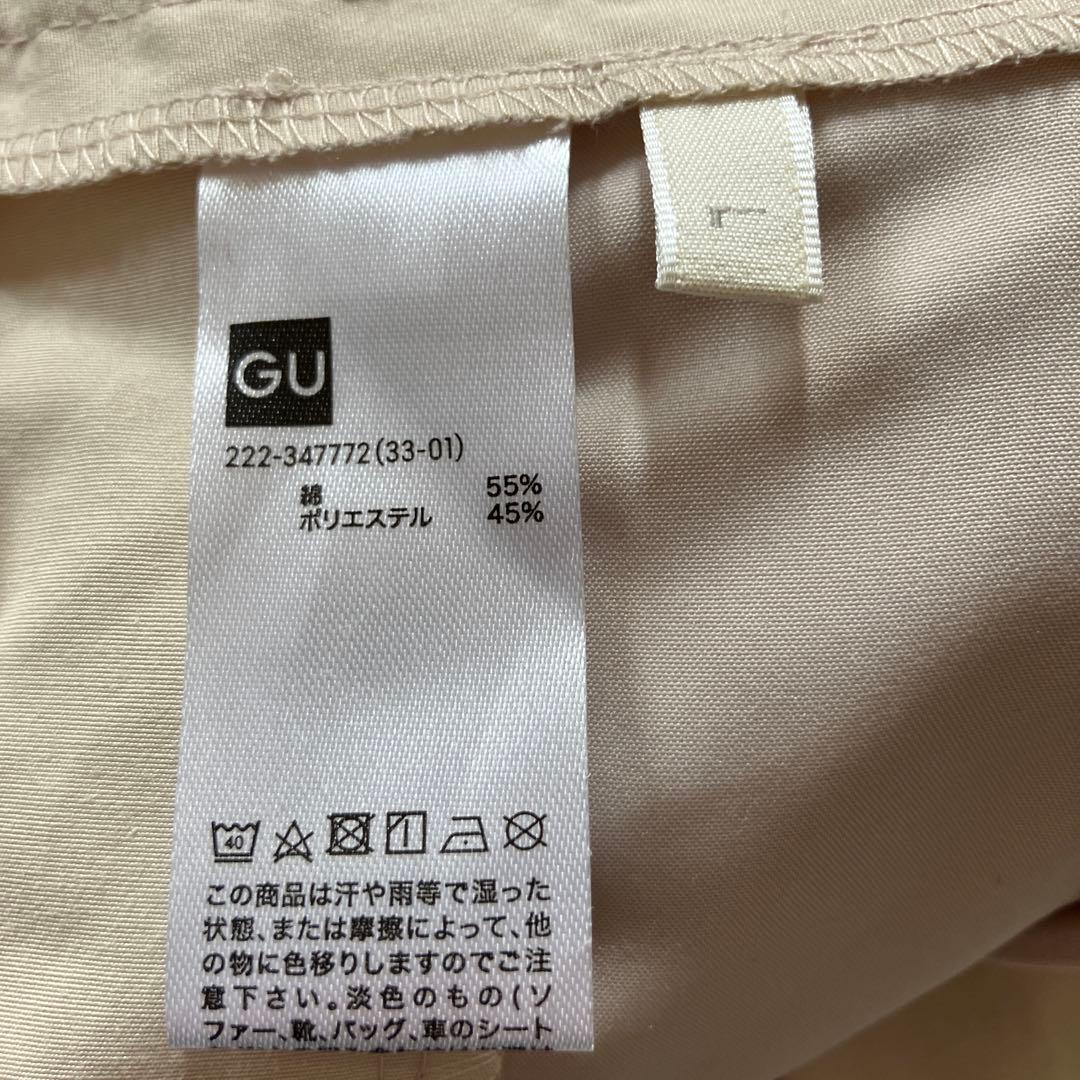 GU
222-347772(33-01)
綿 55%
ポリエステル 45%
40
この商品は汗や雨等で湿った
状態、または摩擦によって、他
の物に色移りしますのでご注
意下さい。淡色のもの(ソ
ファー、靴、バッグ、車のシート